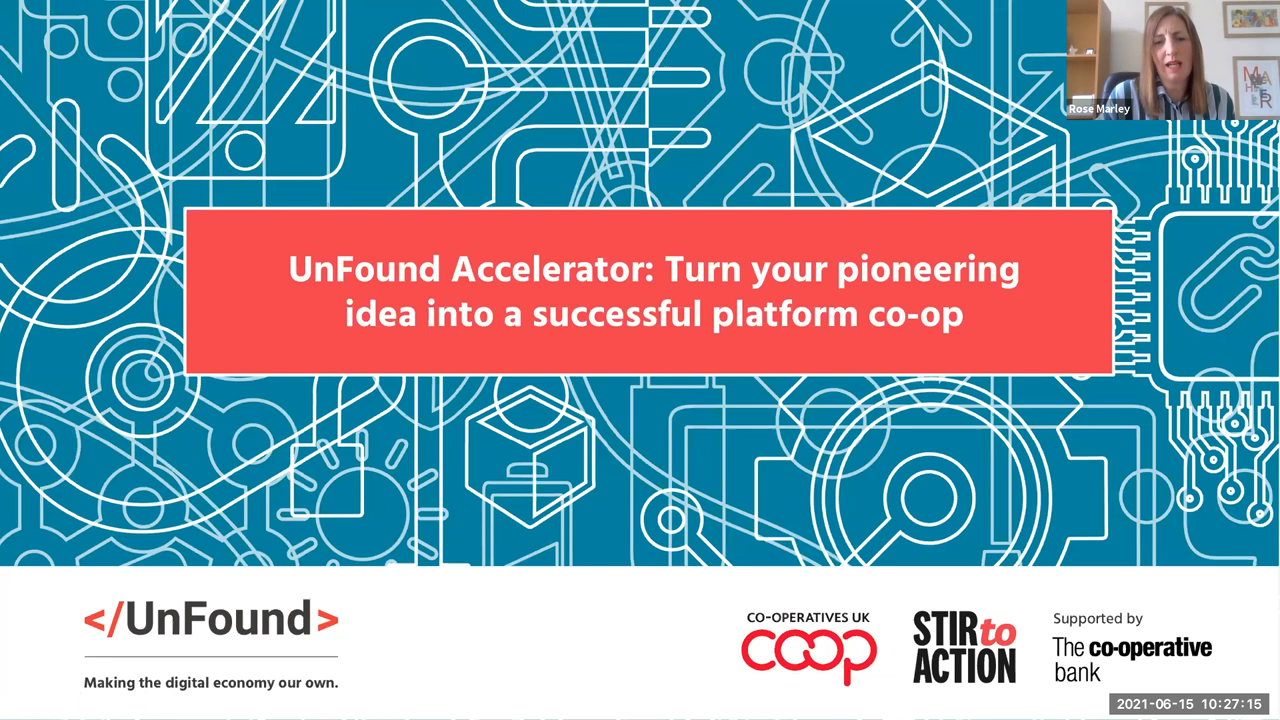 Rose Marley
UnFound Accelerator: Turn your pioneering
idea into a successful platform co-op
</UnFound>
Making the digital economy our own.
CO-OPERATIVES UK
coop
STIR to
ACTION
Supported by
The co-operative
bank
2021-06-15 10:27:15